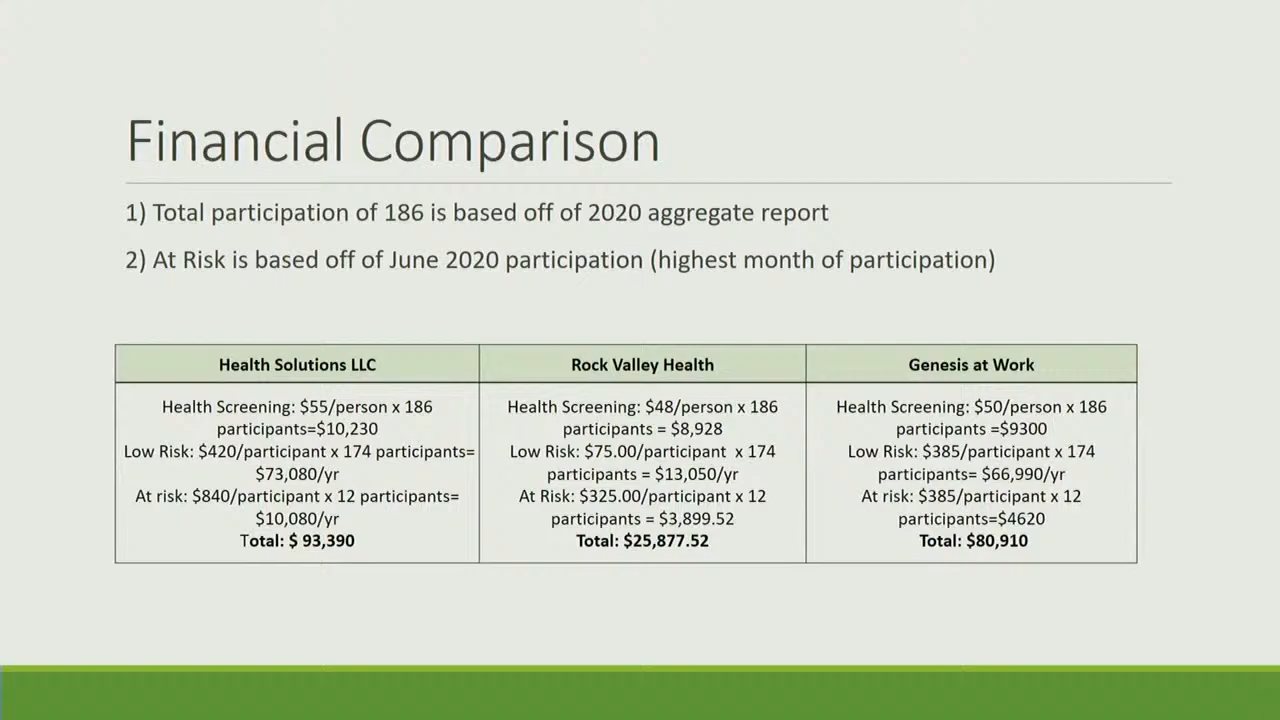 Financial Comparison
1) Total participation of 186 is based off of 2020 aggregate report
2) At Risk is based off of June 2020 participation (highest month of participation)
Health Solutions LLC
Health Screening: $55/person x 186
participants=$10,230
Low Risk: $420/participant x 174 participants=
$73,080/yr
At risk: $840/participant x 12 participants=
$10,080/yr
Total: $ 93,390
Rock Valley Health
Health Screening: $48/person x 186
participants = $8,928
Low Risk: $75.00/participant x 174
participants = $13,050/yr
At Risk: $325.00/participant x 12
participants = $3,899.52
Total: $25,877.52
Genesis at Work
Health Screening: $50/person x 186
participants =$9300
Low Risk: $385/participant x 174
participants= $66,990/yr
At risk: $385/participant x 12
participants=$4620
Total: $80,910